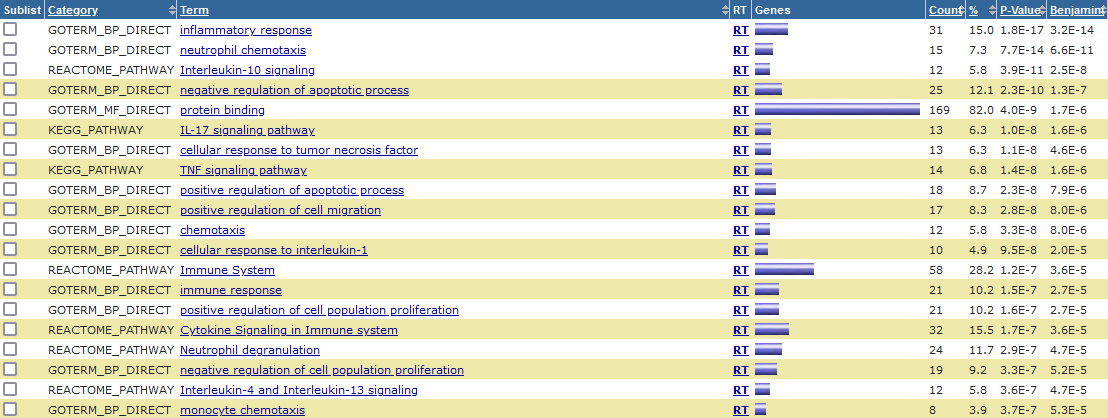 Sublist Category Term RT Genes Count % P-Value Benjamini
GOTERM_BP_DIRECT inflammatory response RT 31 15.0 1.8E-17 3.2E-14
GOTERM_BP_DIRECT neutrophil chemotaxis RT 15 7.3 7.7E-14 6.6E-11
REACTOME_PATHWAY Interleukin-10 signaling RT 12 5.8 3.9E-11 2.5E-8
GOTERM_BP_DIRECT negative regulation of apoptotic process RT 25 12.1 2.3E-10 1.3E-7
GOTERM_MF_DIRECT protein binding RT 169 82.0 4.0E-9 1.7E-6
KEGG_PATHWAY IL-17 signaling pathway RT 13 6.3 1.0E-8 1.6E-6
GOTERM_BP_DIRECT cellular response to tumor necrosis factor RT 13 6.3 1.1E-8 4.6E-6
KEGG_PATHWAY TNF signaling pathway RT 14 6.8 1.4E-8 1.6E-6
GOTERM_BP_DIRECT positive regulation of apoptotic process RT 18 8.7 2.3E-8 7.9E-6
GOTERM_BP_DIRECT positive regulation of cell migration RT 17 8.3 2.8E-8 8.0E-6
GOTERM_BP_DIRECT chemotaxis RT 12 5.8 3.3E-8 8.0E-6
GOTERM_BP_DIRECT cellular response to interleukin-1 RT 10 4.9 9.5E-8 2.0E-5
REACTOME_PATHWAY Immune System RT 58 28.2 1.2E-7 3.6E-5
GOTERM_BP_DIRECT immune response RT 21 10.2 1.5E-7 2.7E-5
GOTERM_BP_DIRECT positive regulation of cell population proliferation RT 21 10.2 1.6E-7 2.7E-5
REACTOME_PATHWAY Cytokine Signaling in Immune system RT 32 15.5 1.7E-7 3.6E-5
REACTOME_PATHWAY Neutrophil degranulation RT 24 11.7 2.9E-7 4.7E-5
GOTERM_BP_DIRECT negative regulation of cell population proliferation RT 19 9.2 3.3E-7 5.2E-5
REACTOME_PATHWAY Interleukin-4 and Interleukin-13 signaling RT 12 5.8 3.6E-7 4.7E-5
GOTERM_BP_DIRECT monocyte chemotaxis RT 8 3.9 3.7E-7 5.3E-5